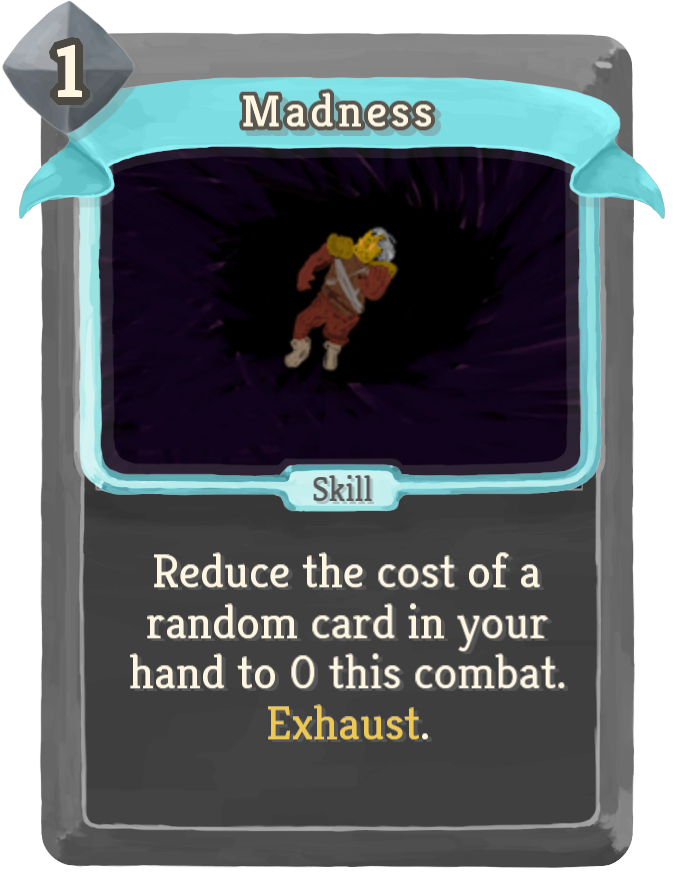 1
Madness
Skill
Reduce the cost of a
random card in your
hand to 0 this combat.
Exhaust.